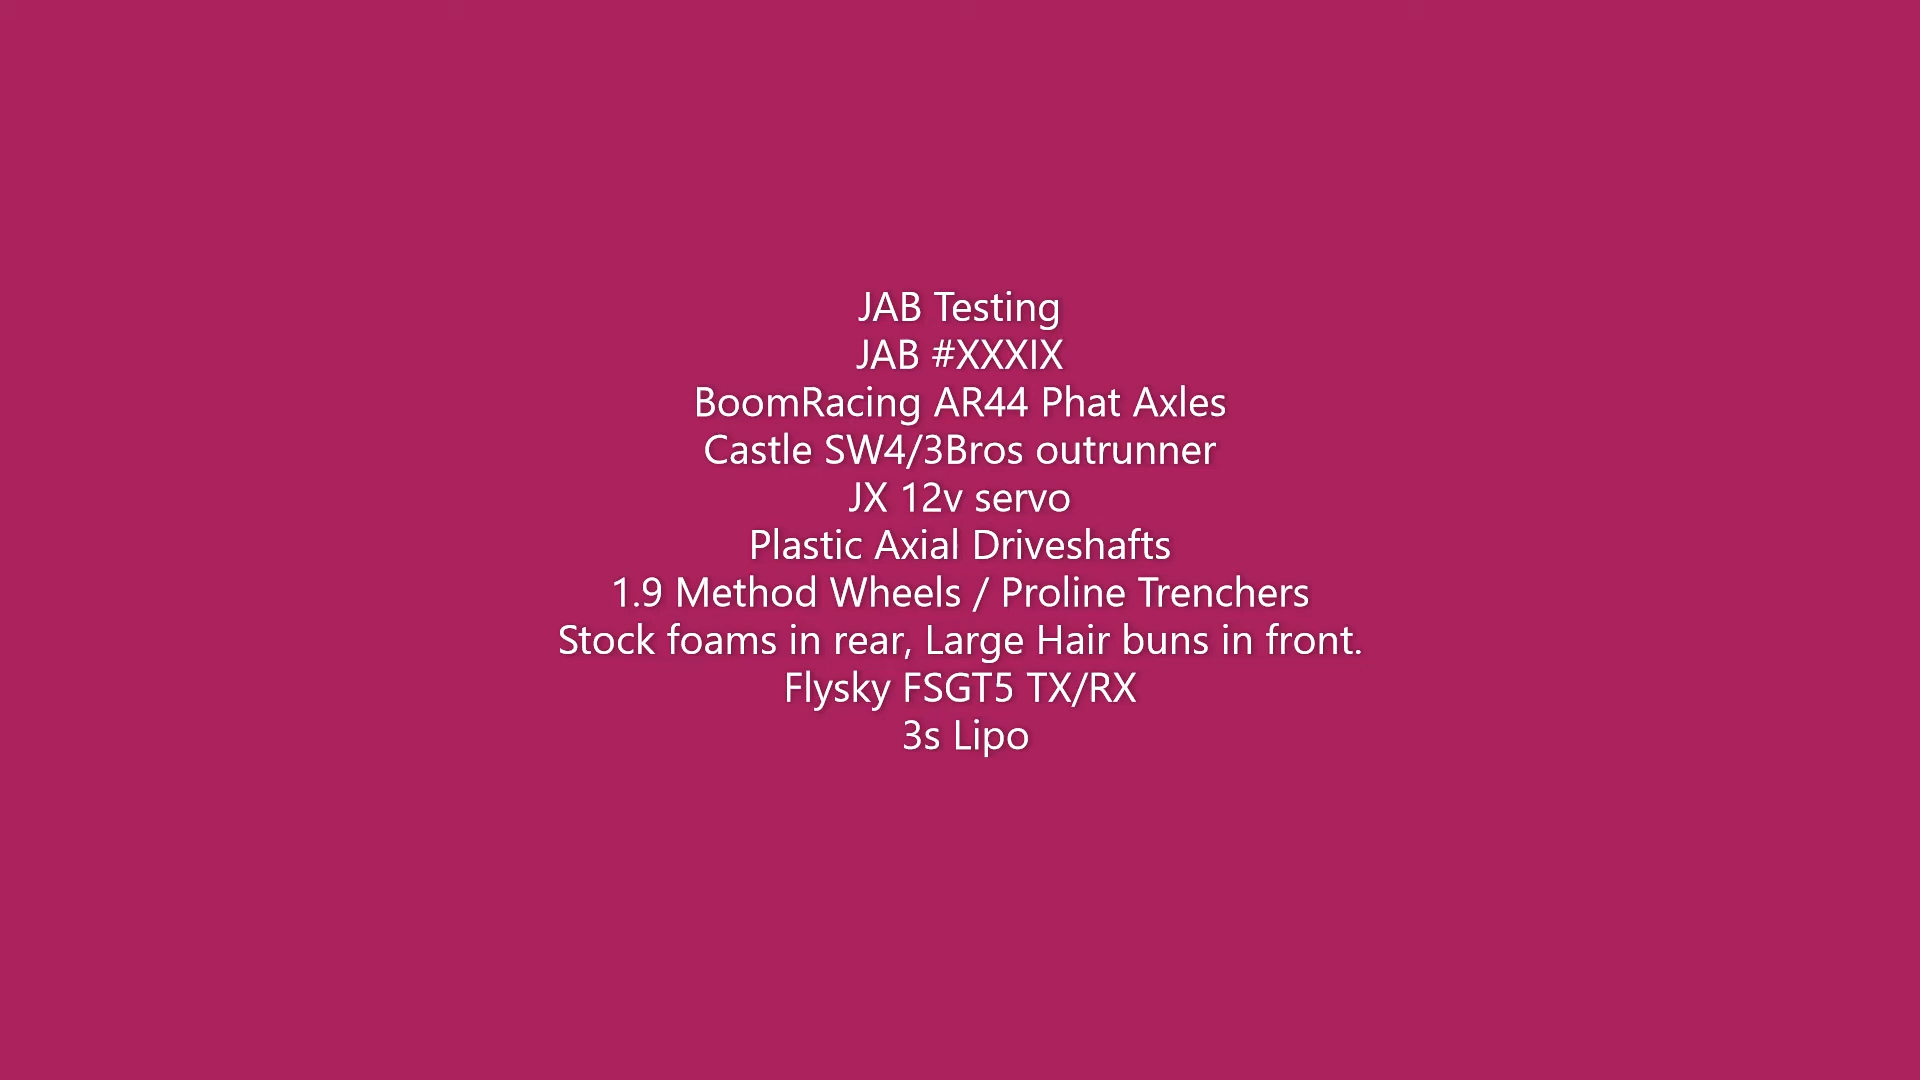 JAB Testing
JAB #XXXIX
BoomRacing AR44 Phat Axles
Castle SW4/3Bros outrunner
JX 12v servo
Plastic Axial Driveshafts
1.9 Method Wheels / Proline Trenchers
Stock foams in rear, Large Hair buns in front.
Flysky FSGT5 TX/RX
3s Lipo